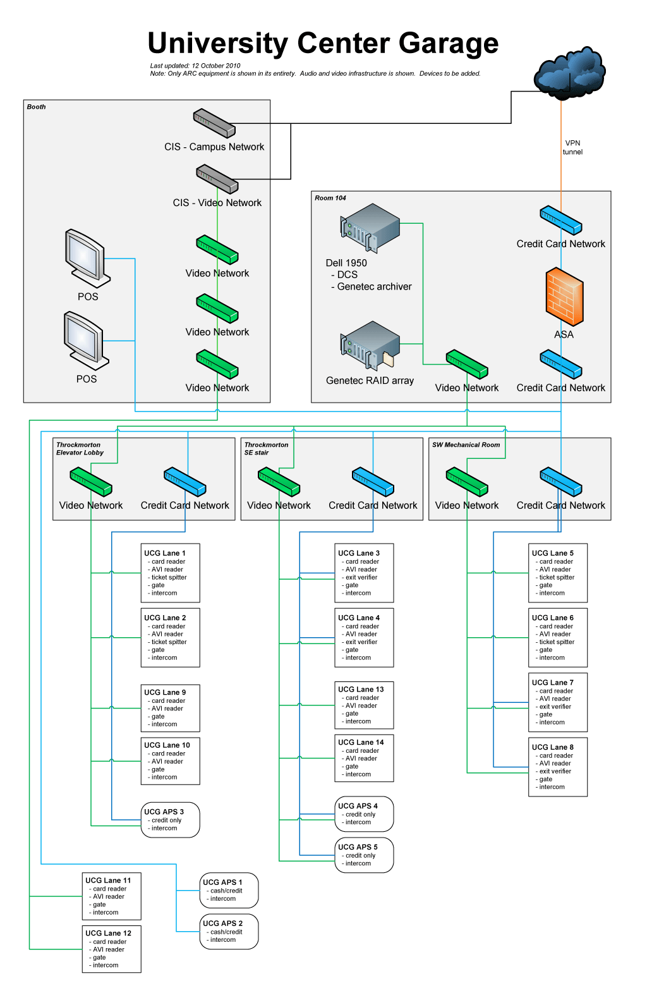 University Center Garage
Last updated: 12 October 2010
Note: Only ARC equipment is shown in its entirety.  Audio and video infrastructure is shown.  Devices to be added.
Booth
CIS - Campus Network
CIS - Video Network
Video Network
Video Network
Video Network
POS
POS
VPN
tunnel
Room 104
Dell 1950
- DCS
- Genetec archiver
Genetec RAID array
Video Network
Credit Card Network
ASA
Credit Card Network
Throckmorton
Elevator Lobby
Video Network
Credit Card Network
Throckmorton
SE stair
Video Network
Credit Card Network
SW Mechanical Room
Video Network
Credit Card Network
UCG Lane 1
- card reader
- AVI reader
- ticket spitter
- gate
- intercom
UCG Lane 2
- card reader
- AVI reader
- ticket spitter
- gate
- intercom
UCG Lane 9
- card reader
- AVI reader
- gate
- intercom
UCG Lane 10
- card reader
- AVI reader
- gate
- intercom
UCG APS 3
- credit only
- intercom
UCG Lane 3
- card reader
- AVI reader
- exit verifier
- gate
- intercom
UCG Lane 4
- card reader
- AVI reader
- exit verifier
- gate
- intercom
UCG Lane 13
- card reader
- AVI reader
- gate
- intercom
UCG Lane 14
- card reader
- AVI reader
- gate
- intercom
UCG APS 4
- credit only
- intercom
UCG APS 5
- credit only
- intercom
UCG Lane 5
- card reader
- AVI reader
- ticket spitter
- gate
- intercom
UCG Lane 6
- card reader
- AVI reader
- ticket spitter
- gate
- intercom
UCG Lane 7
- card reader
- AVI reader
- exit verifier
- gate
- intercom
UCG Lane 8
- card reader
- AVI reader
- exit verifier
- gate
- intercom
UCG Lane 11
- card reader
- AVI reader
- gate
- intercom
UCG Lane 12
- card reader
- AVI reader
- gate
- intercom
UCG APS 1
- cash/credit
- intercom
UCG APS 2
- cash/credit
- intercom